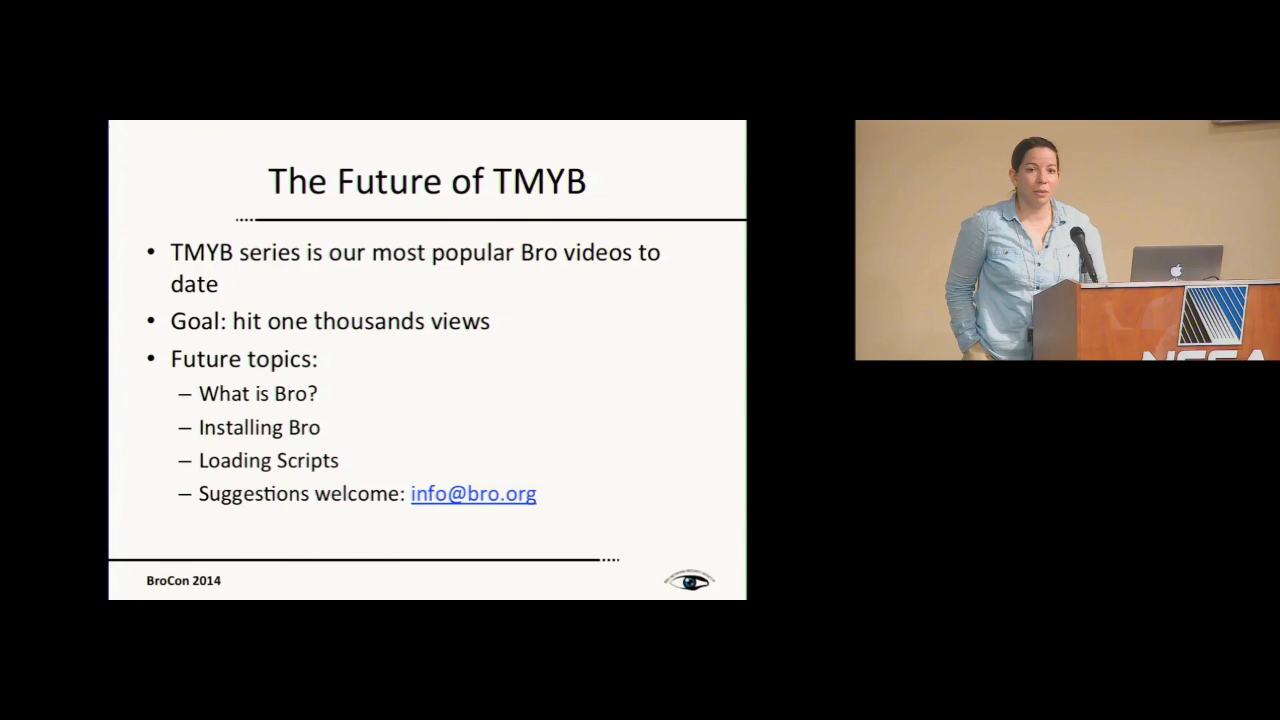 The Future of TMYB
• TMYB series is our most popular Bro videos to
date
• Goal: hit one thousands views
• Future topics:
– What is Bro?
– Installing Bro
– Loading Scripts
– Suggestions welcome: info@bro.org
BroCon 2014
NCSA